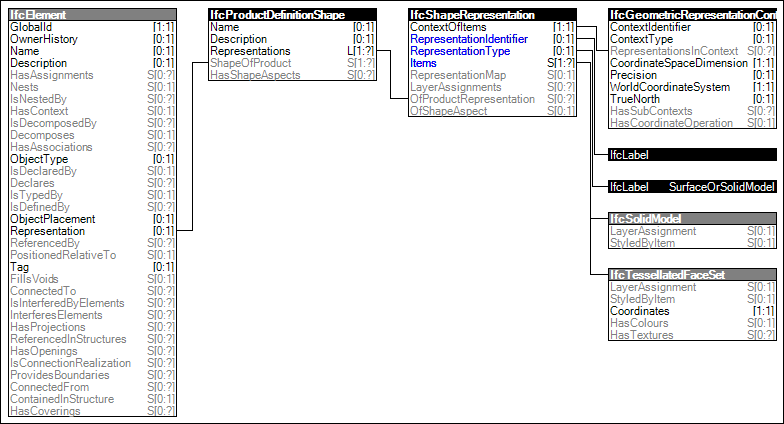 IfcElement
GlobalId [1:1]
OwnerHistory [0:1]
Name [0:1]
Description [0:1]
HasAssignments S[0:?]
Nests S[0:1]
IsNestedBy S[0:?]
HasContext S[0:1]
IsDecomposedBy S[0:?]
Decomposes S[0:1]
HasAssociations S[0:?]
ObjectType [0:1]
IsDeclaredBy S[0:1]
Declares S[0:?]
IsTypedBy S[0:1]
IsDefinedBy S[0:?]
ObjectPlacement [0:1]
Representation [0:1]
ReferencedBy S[0:?]
PositionedRelativeTo S[0:1]
Tag [0:1]
FillsVoids S[0:1]
ConnectedTo S[0:?]
IsInterferedByElements S[0:?]
InterferesElements S[0:?]
HasProjections S[0:?]
ReferencedInStructures S[0:?]
HasOpenings S[0:?]
IsConnectionRealization S[0:?]
ProvidesBoundaries S[0:?]
ConnectedFrom S[0:?]
ContainedInStructure S[0:1]
HasCoverings S[0:?]
IfcProductDefinitionShape
Name [0:1]
Description [0:1]
Representations L[1:?]
ShapeOfProduct S[1:?]
HasShapeAspects S[0:?]
IfcShapeRepresentation
ContextOfItems [1:1]
RepresentationIdentifier [0:1]
RepresentationType [0:1]
Items S[1:?]
RepresentationMap S[0:1]
LayerAssignments S[0:?]
OfProductRepresentation S[0:?]
OfShapeAspect S[0:1]
IfcGeometricRepresentationCon
ContextIdentifier [0:1]
ContextType [0:1]
RepresentationsInContext S[0:?]
CoordinateSpaceDimension [1:1]
Precision [0:1]
WorldCoordinateSystem [1:1]
TrueNorth [0:1]
HasSubContexts S[0:?]
HasCoordinateOperation S[0:1]
IfcLabel
IfcLabel SurfaceOrSolidModel
IfcSolidModel
LayerAssignment S[0:1]
StyledByItem S[0:1]
IfcTessellatedFaceSet
LayerAssignment S[0:1]
StyledByItem S[0:1]
Coordinates [1:1]
HasColours S[0:1]
HasTextures S[0:?]